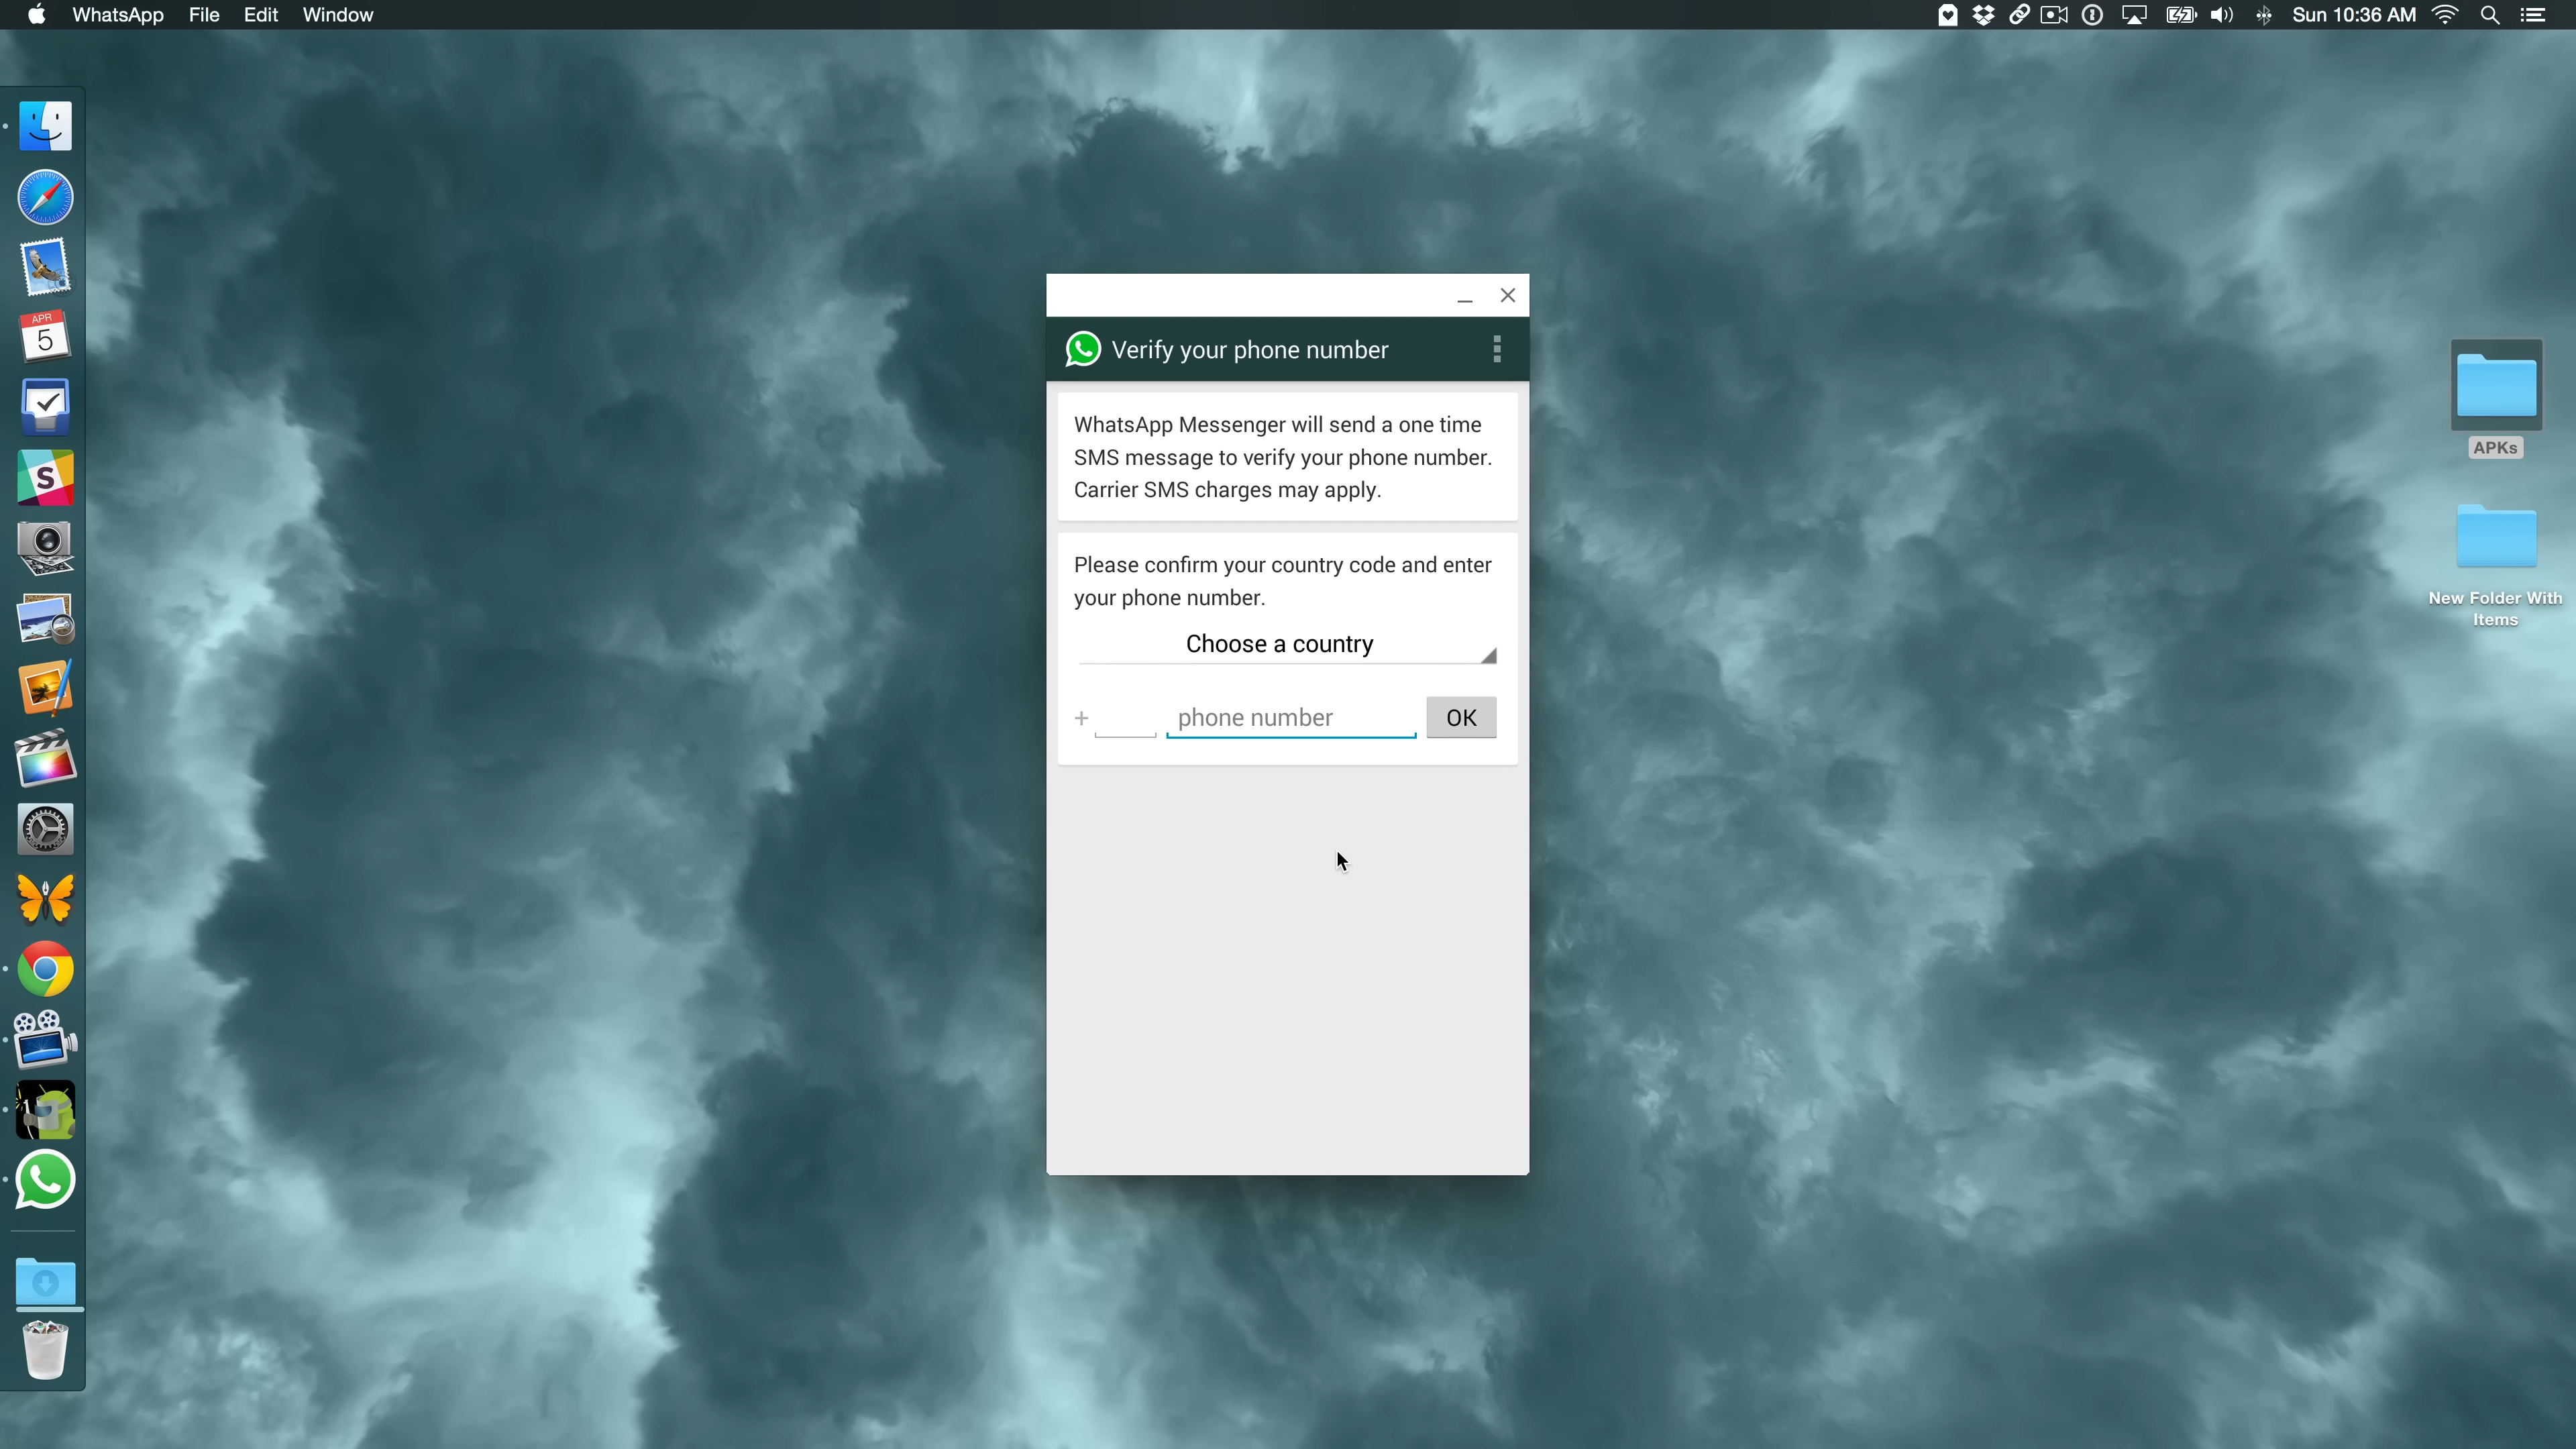 WhatsApp File Edit Window
Sun 10:36 AM
APR
5
S
Verify your phone number
WhatsApp Messenger will send a one time
SMS message to verify your phone number.
Carrier SMS charges may apply.
Please confirm your country code and enter
your phone number.
Choose a country
+ phone number OK
APKs
New Folder With
Items